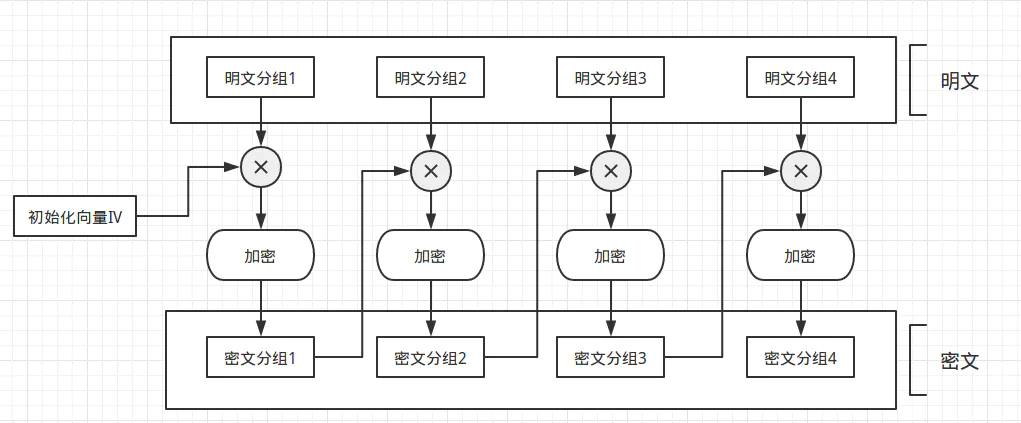 明文分组1
明文分组2
明文分组3
明文分组4
明文
初始化向量IV
加密
加密
加密
加密
密文分组1
密文分组2
密文分组3
密文分组4
密文